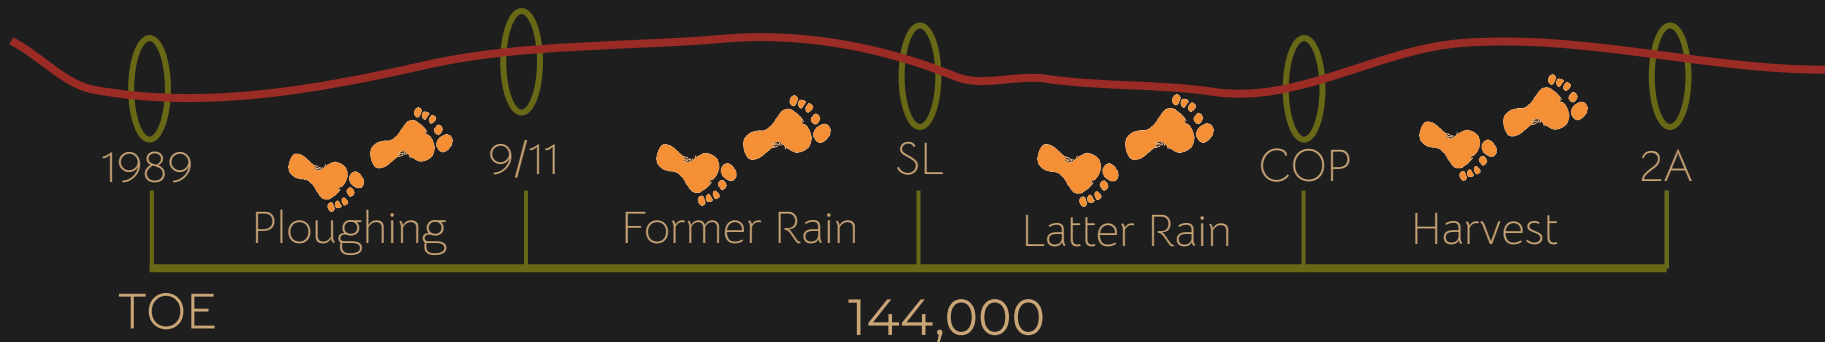 1989
9/11
SL
COP
2A
Ploughing
Former Rain
Latter Rain
Harvest
TOE
144,000